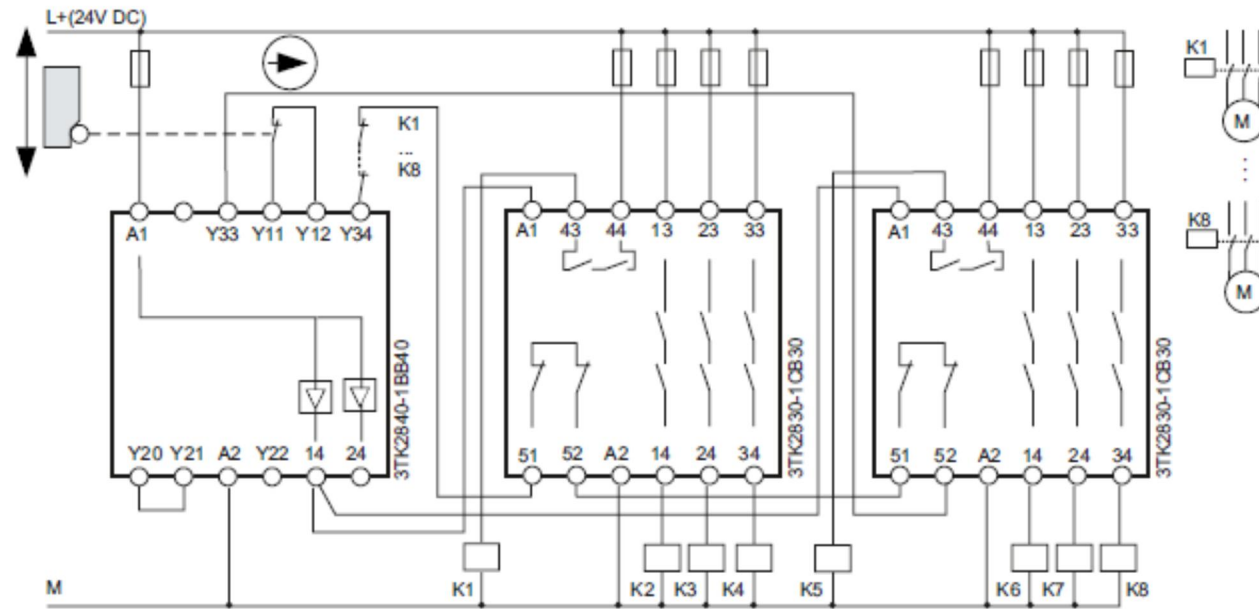 L+(24V DC)
K1
K1
...
K8
M
A1 Y33 Y11 Y12 Y34
A1 43 44 13 23 33
A1 43 44 13 23 33
K8
M
3TK2840-1BB40
3TK2830-1CB30
3TK2830-1CB30
Y20 Y21 A2 Y22 14 24
51 52 A2 14 24 34
51 52 A2 14 24 34
M
K1 K2 K3 K4 K5 K6 K7 K8